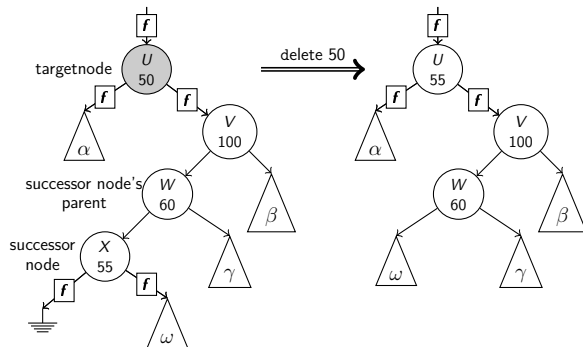 f
f
targetnode
U
50
delete 50
U
55
f
f
f
f
α
V
100
α
V
100
successor node's
parent
W
60
β
W
60
β
successor
node
X
55
γ
ω
γ
f
f
ω